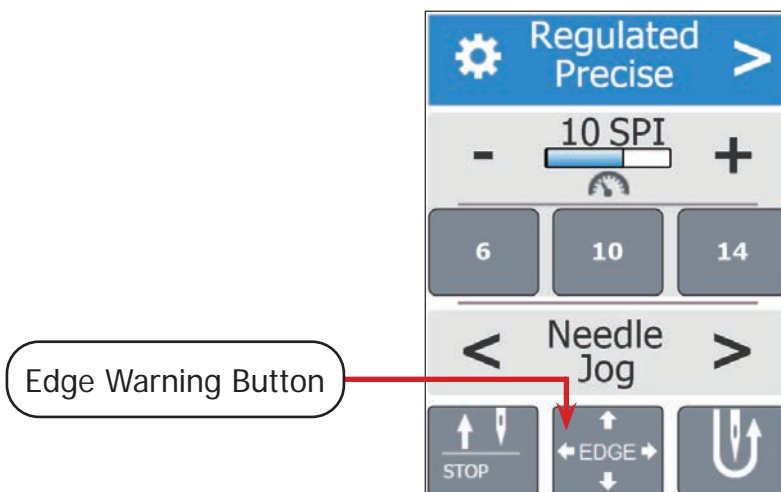 Regulated
Precise
>
- 10 SPI +
6 10 14
< Needle
Jog >
Edge Warning Button
STOP
EDGE